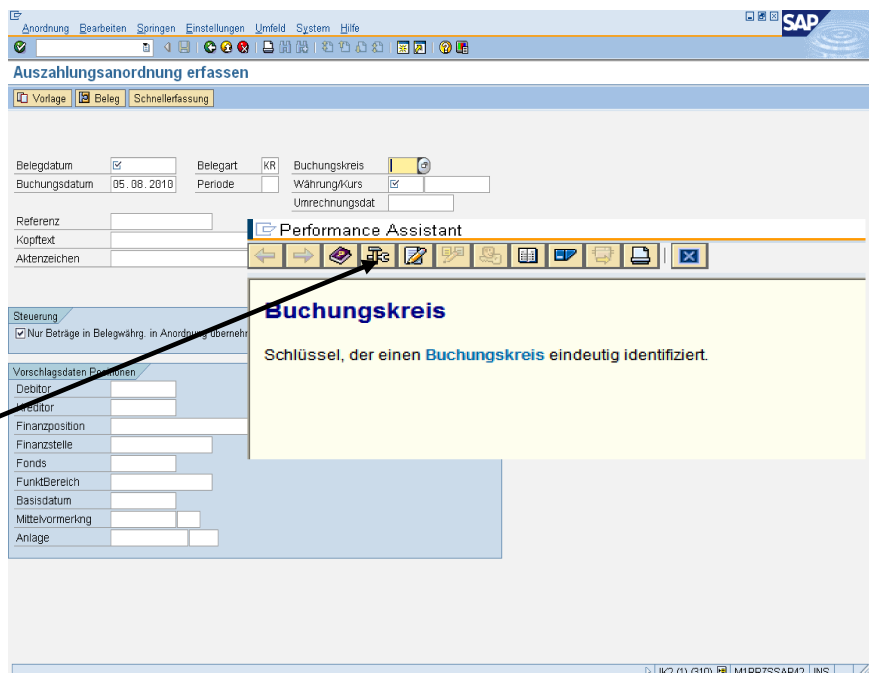 Anordnung Bearbeiten Springen Einstellungen Umfeld System Hilfe
SAP
Auszahlungsanordnung erfassen
Vorlage Beleg Schnellerfassung
Belegdatum Belegart KR Buchungskreis
Buchungsdatum 05.08.2010 Periode Währung/Kurs
Umrechnungsdat
Referenz
Performance Assistant
Kopftext
Aktenzeichen
Buchungskreis
Schlüssel, der einen Buchungskreis eindeutig identifiziert.
Steuerung
Nur Beträge in Belegwährg. in Anordnung übernehm
Vorschlagsdaten Positionen
Debitor
Kreditor
Finanzposition
Finanzstelle
Fonds
FunktBereich
Basisdatum
Mittelvormerkng
Anlage
INS